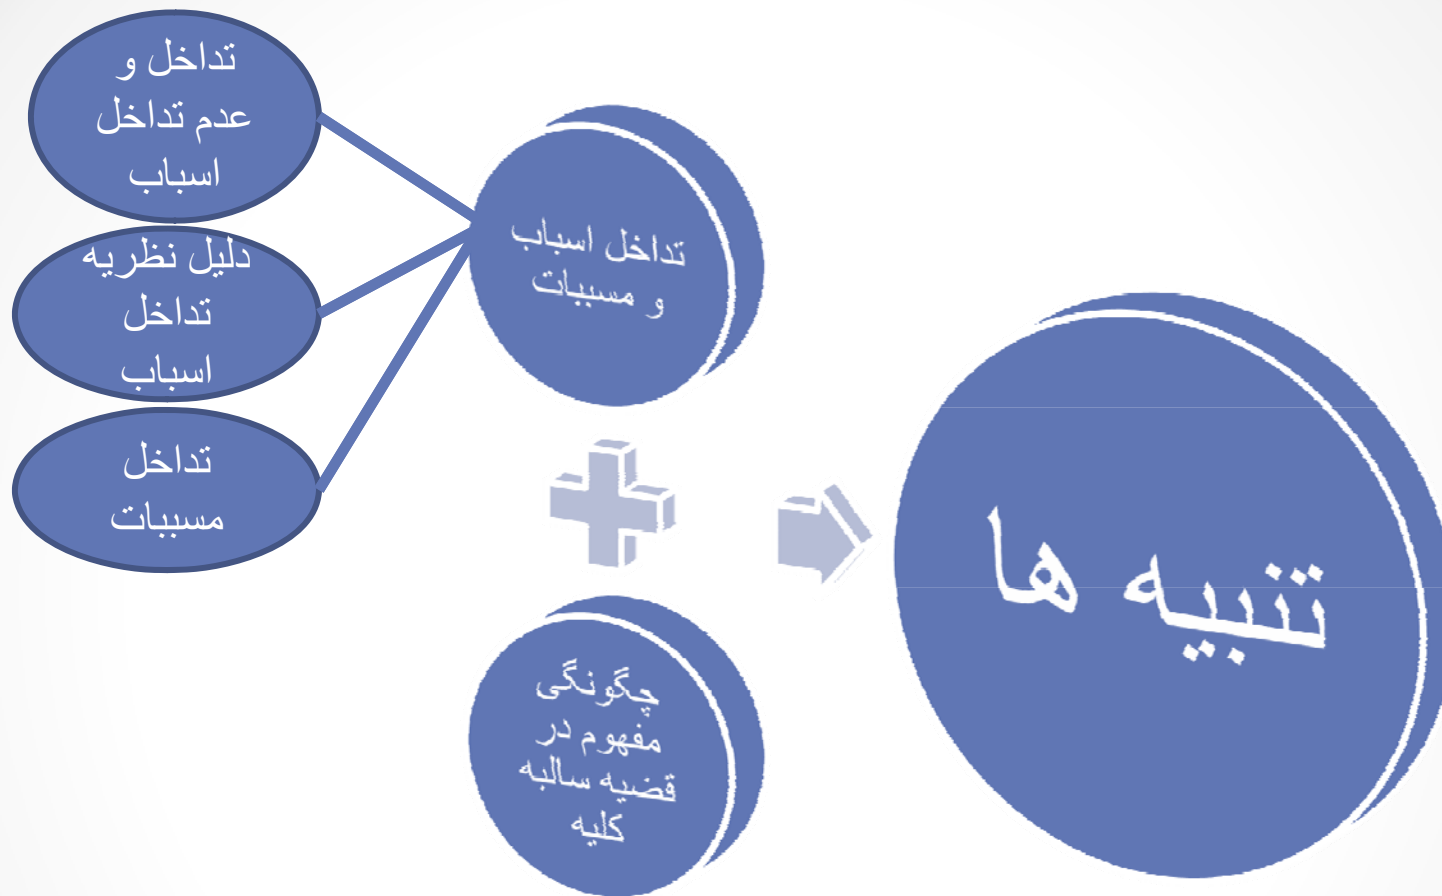 تداخل و
عدم تداخل
اسباب
دلیل نظریه
تداخل
اسباب
تداخل
مسببات
تداخل اسباب
و مسببات
چگونگی
مفهوم در
قضیه سالبه
کلیه
تنبیه ها